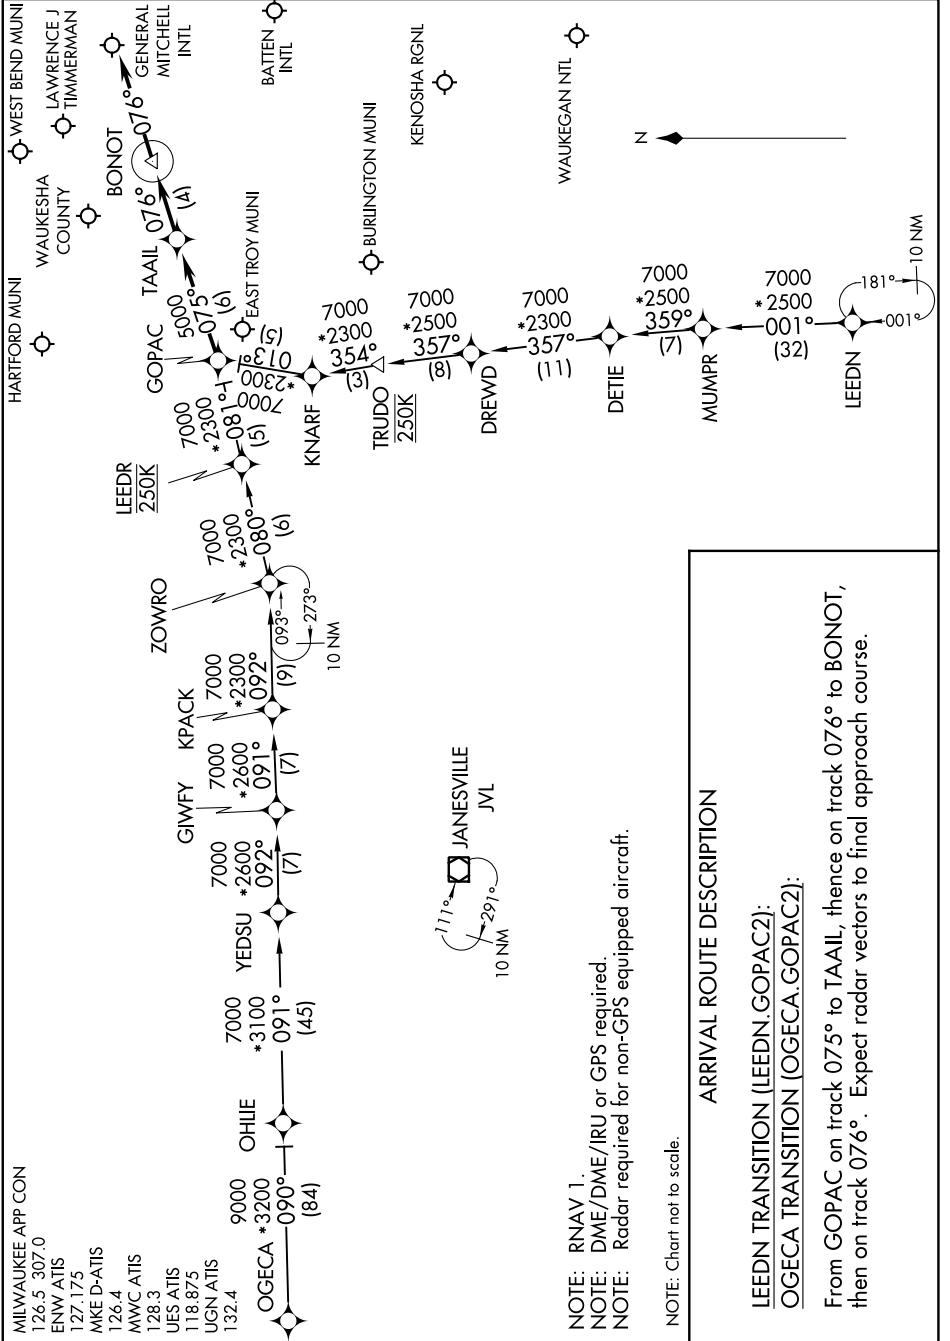 MILWAUKEE APP CON
126.5 307.0
ENW ATIS
127.175
MKE D-ATIS
126.4
MWC ATIS
128.3
UES ATIS
118.875
UGN ATIS
132.4
HARTFORD MUNI
WAUKESHA
COUNTY
WEST BEND MUNI
LAWRENCE J
TIMMERMAN
GENERAL
MITCHELL
INTL
BATTEN
INTL
KENOSHA RGNL
WAUKEGAN NTL
BURLINGTON MUNI
EAST TROY MUNI
N
OGECA
9000
*3200
090°
(84)
OHLIE
7000
*3100
091°
(45)
YEDSU
7000
*2600
092°
(7)
GIWFY
7000
*2600
091°
(7)
KPACK
7000
*2300
092°
(9)
ZOWRO
093°
273°
10 NM
7000
*2300
080°
(6)
LEEDR
250K
7000
*2300
081°
(5)
GOPAC
5000
075°
(6)
TAAIL
076°
(4)
BONOT
076°
7000
*2300
013°
(5)
KNARF
7000
*2300
354°
(3)
TRUDO
250K
7000
*2500
357°
(8)
DREWD
7000
*2300
357°
(11)
DETIE
7000
*2500
359°
(7)
MUMPR
7000
*2500
001°
(32)
LEEDN
181°
001°
10 NM
JANESVILLE
JVL
111°
291°
10 NM
NOTE: RNAV 1.
NOTE: DME/DME/IRU or GPS required.
NOTE: Radar required for non-GPS equipped aircraft.
NOTE: Chart not to scale.
ARRIVAL ROUTE DESCRIPTION
LEEDN TRANSITION (LEEDN.GOPAC2):
OGECA TRANSITION (OGECA.GOPAC2):
From GOPAC on track 075° to TAAIL, thence on track 076° to BONOT,
then on track 076°. Expect radar vectors to final approach course.